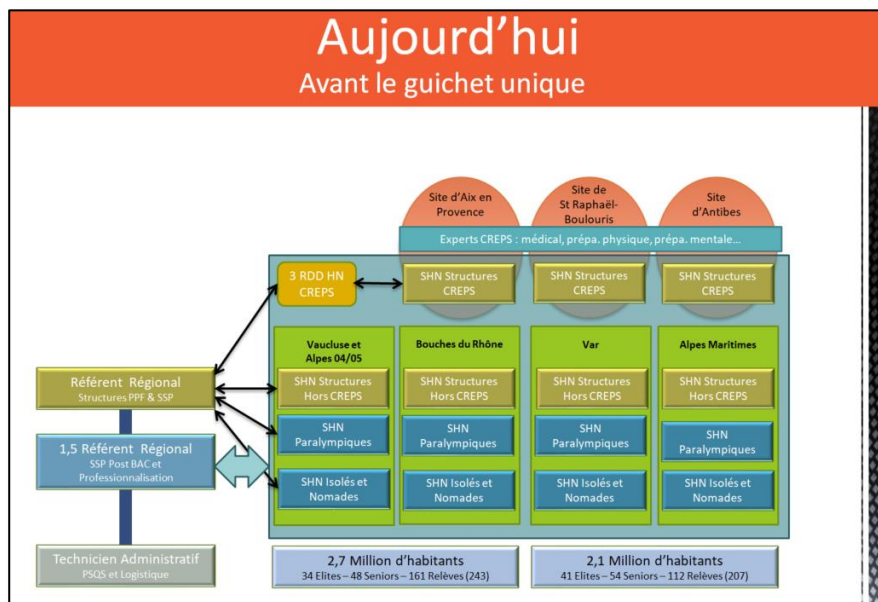 Aujourd'hui
Avant le guichet unique
Site d'Aix en
Provence
Site de
St Raphaël-
Boulouris
Site
d'Antibes
Experts CREPS : médical, prépa. physique, prépa. mentale...
3 RDD HN
CREPS
SHN Structures
CREPS
SHN Structures
CREPS
SHN Structures
CREPS
Vaucluse et
Alpes 04/05
Bouches du Rhône
Var
Alpes Maritimes
Référent Régional
Structures PPF & SSP
SHN Structures
Hors CREPS
SHN Structures
Hors CREPS
SHN Structures
Hors CREPS
SHN Structures
Hors CREPS
1,5 Référent Régional
SSP Post BAC et
Professionnalisation
SHN
Paralympiques
SHN
Paralympiques
SHN
Paralympiques
SHN
Paralympiques
SHN Isolés et
Nomades
SHN Isolés et
Nomades
SHN Isolés et
Nomades
SHN Isolés et
Nomades
Technicien Administratif
PSQS et Logistique
2,7 Million d'habitants
34 Elites – 48 Seniors – 161 Relèves (243)
2,1 Million d'habitants
41 Elites – 54 Seniors – 112 Relèves (207)